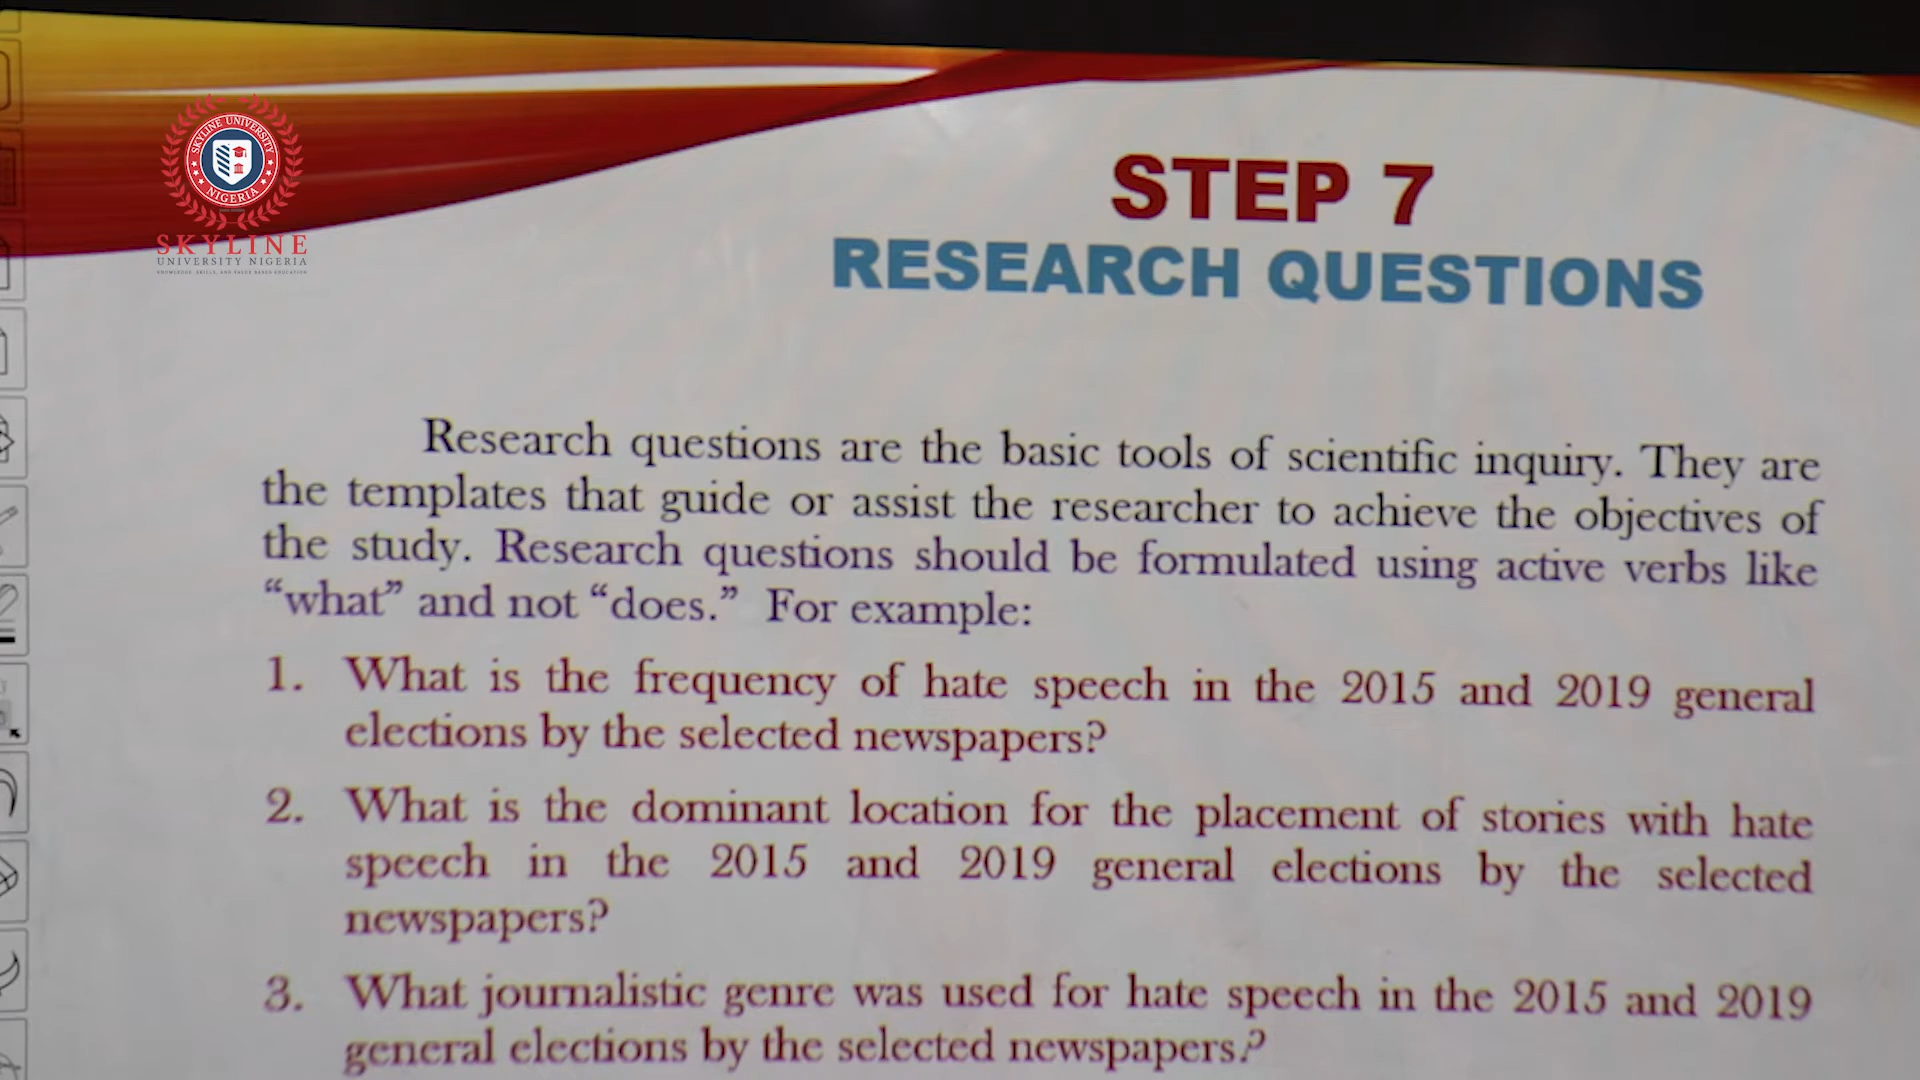 SKYLINE UNIVERSITY
NIGERIA
SKYLINE
UNIVERSITY NIGERIA
KNOWLEDGE, SKILLS, AND VALUE BASED EDUCATION
STEP 7
RESEARCH QUESTIONS
Research questions are the basic tools of scientific inquiry. They are
the templates that guide or assist the researcher to achieve the objectives of
the study. Research questions should be formulated using active verbs like
“what” and not “does.” For example:
1. What is the frequency of hate speech in the 2015 and 2019 general
elections by the selected newspapers?
2. What is the dominant location for the placement of stories with hate
speech in the 2015 and 2019 general elections by the selected
newspapers?
3. What journalistic genre was used for hate speech in the 2015 and 2019
general elections by the selected newspapers?